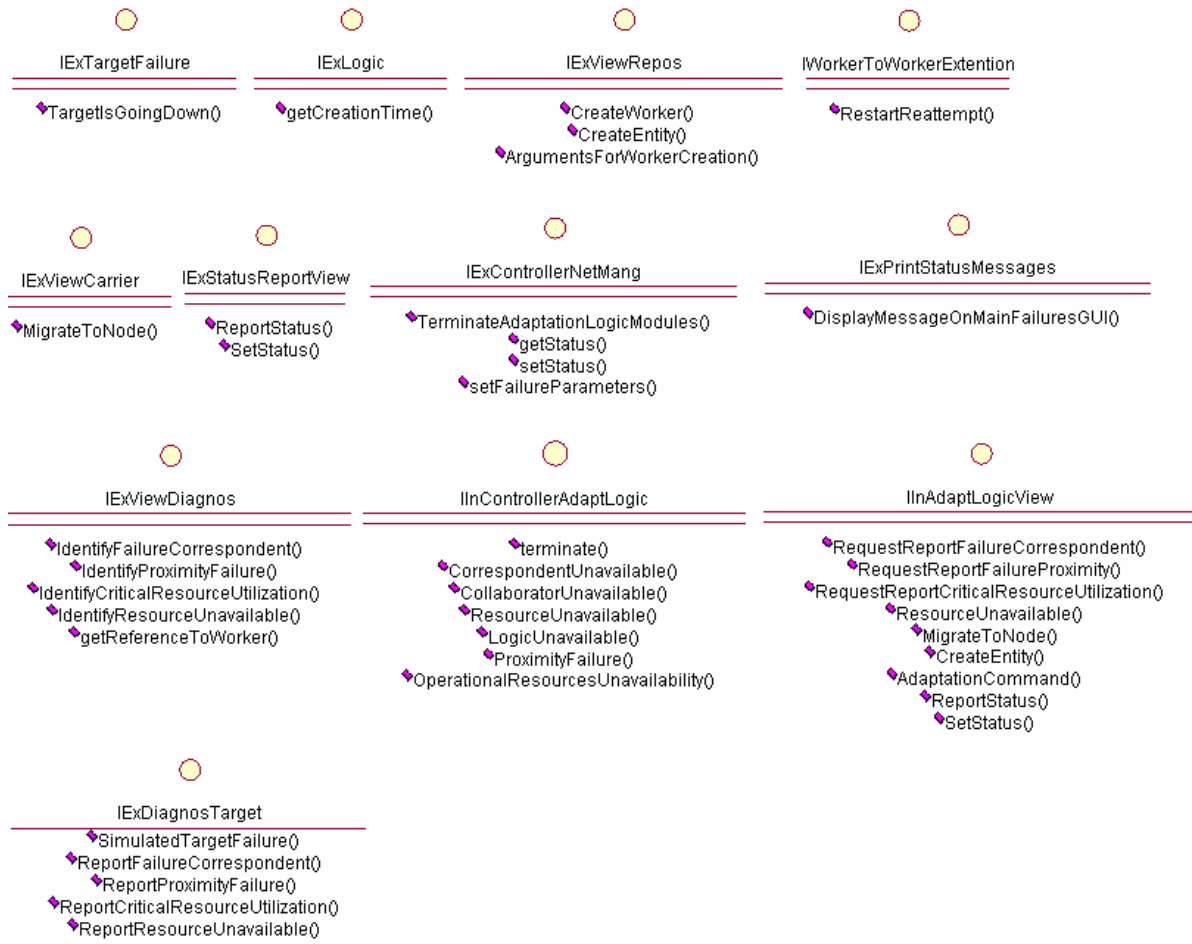 IExTargetFailure
TargetIsGoingDown()
IExLogic
getCreationTime()
IExViewRepos
CreateWorker()
CreateEntity()
ArgumentsForWorkerCreation()
IWorkerToWorkerExtention
RestartReattempt()
IExViewCarrier
MigrateToNode()
IExStatusReportView
ReportStatus()
SetStatus()
IExControllerNetMang
TerminateAdaptationLogicModules()
getStatus()
setStatus()
setFailureParameters()
IExPrintStatusMessages
DisplayMessageOnMainFailuresGUI()
IExViewDiagnos
IdentifyFailureCorrespondent()
IdentifyProximityFailure()
IdentifyCriticalResourceUtilization()
IdentifyResourceUnavailable()
getReferenceToWorker()
IInControllerAdaptLogic
terminate()
CorrespondentUnavailable()
CollaboratorUnavailable()
ResourceUnavailable()
LogicUnavailable()
ProximityFailure()
OperationalResourcesUnavailability()
IInAdaptLogicView
RequestReportFailureCorrespondent()
RequestReportFailureProximity()
RequestReportCriticalResourceUtilization()
ResourceUnavailable()
MigrateToNode()
CreateEntity()
AdaptationCommand()
ReportStatus()
SetStatus()
IExDiagnosTarget
SimulatedTargetFailure()
ReportFailureCorrespondent()
ReportProximityFailure()
ReportCriticalResourceUtilization()
ReportResourceUnavailable()